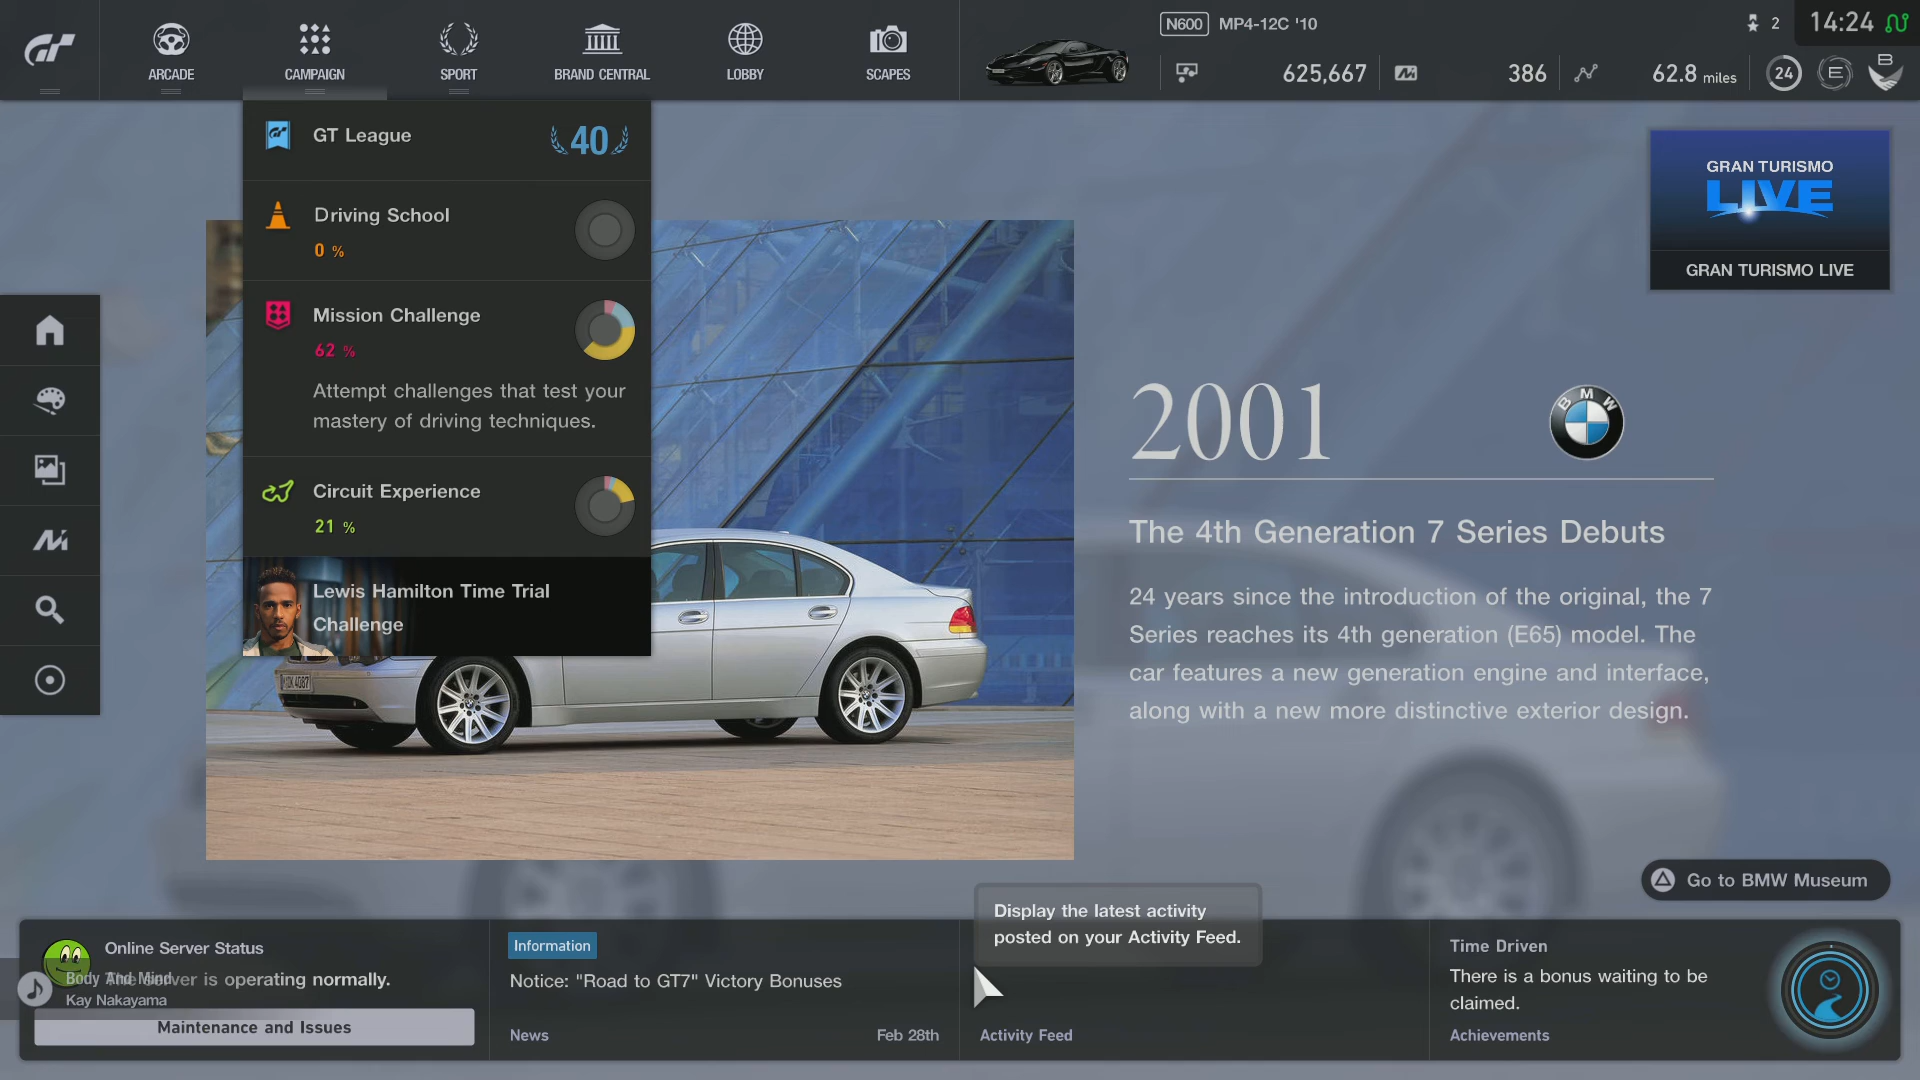 GT
ARCADE
CAMPAIGN
SPORT
BRAND CENTRAL
LOBBY
SCAPES
N600 MP4-12C '10
625,667
386
62.8 miles
2
14:24
24
E
B
GT League
40
Driving School
0 %
Mission Challenge
62 %
Attempt challenges that test your
mastery of driving techniques.
Circuit Experience
21 %
Lewis Hamilton Time Trial
Challenge
GRAN TURISMO
LIVE
GRAN TURISMO LIVE
2001
BMW
The 4th Generation 7 Series Debuts
24 years since the introduction of the original, the 7
Series reaches its 4th generation (E65) model. The
car features a new generation engine and interface,
along with a new more distinctive exterior design.
Go to BMW Museum
Display the latest activity
posted on your Activity Feed.
Online Server Status
The server is operating normally.
Body And Mind
Kay Nakayama
Maintenance and Issues
Information
Notice: "Road to GT7" Victory Bonuses
News
Feb 28th
Activity Feed
Time Driven
There is a bonus waiting to be
claimed.
Achievements